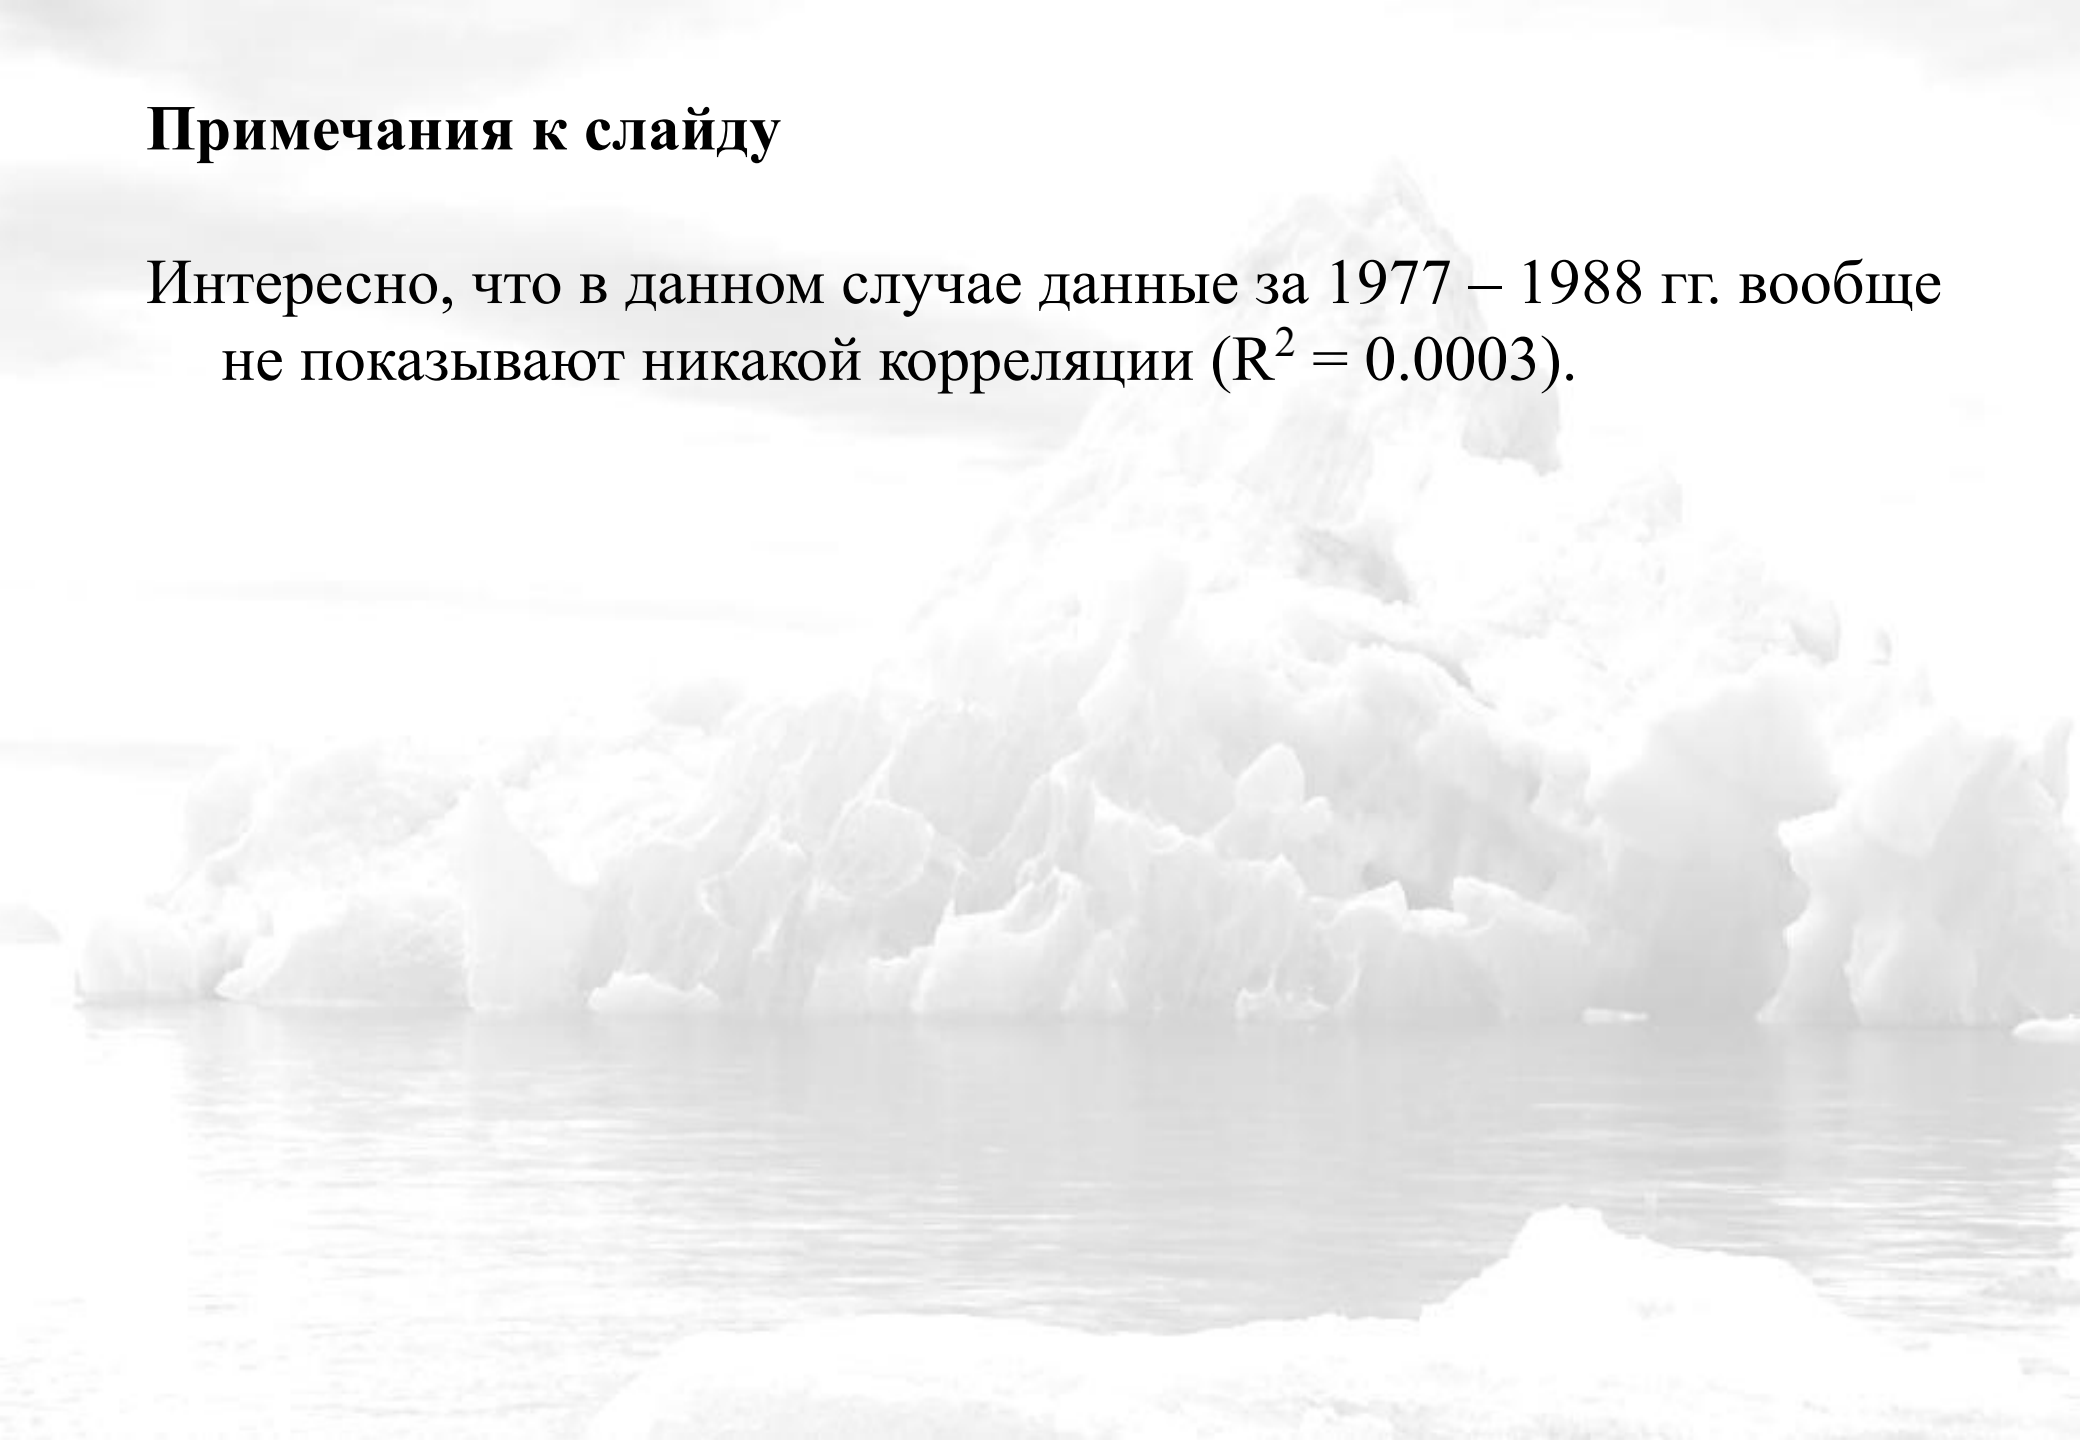 Примечания к слайду
Интересно, что в данном случае данные за 1977 – 1988 гг. вообще
не показывают никакой корреляции (R² = 0.0003).